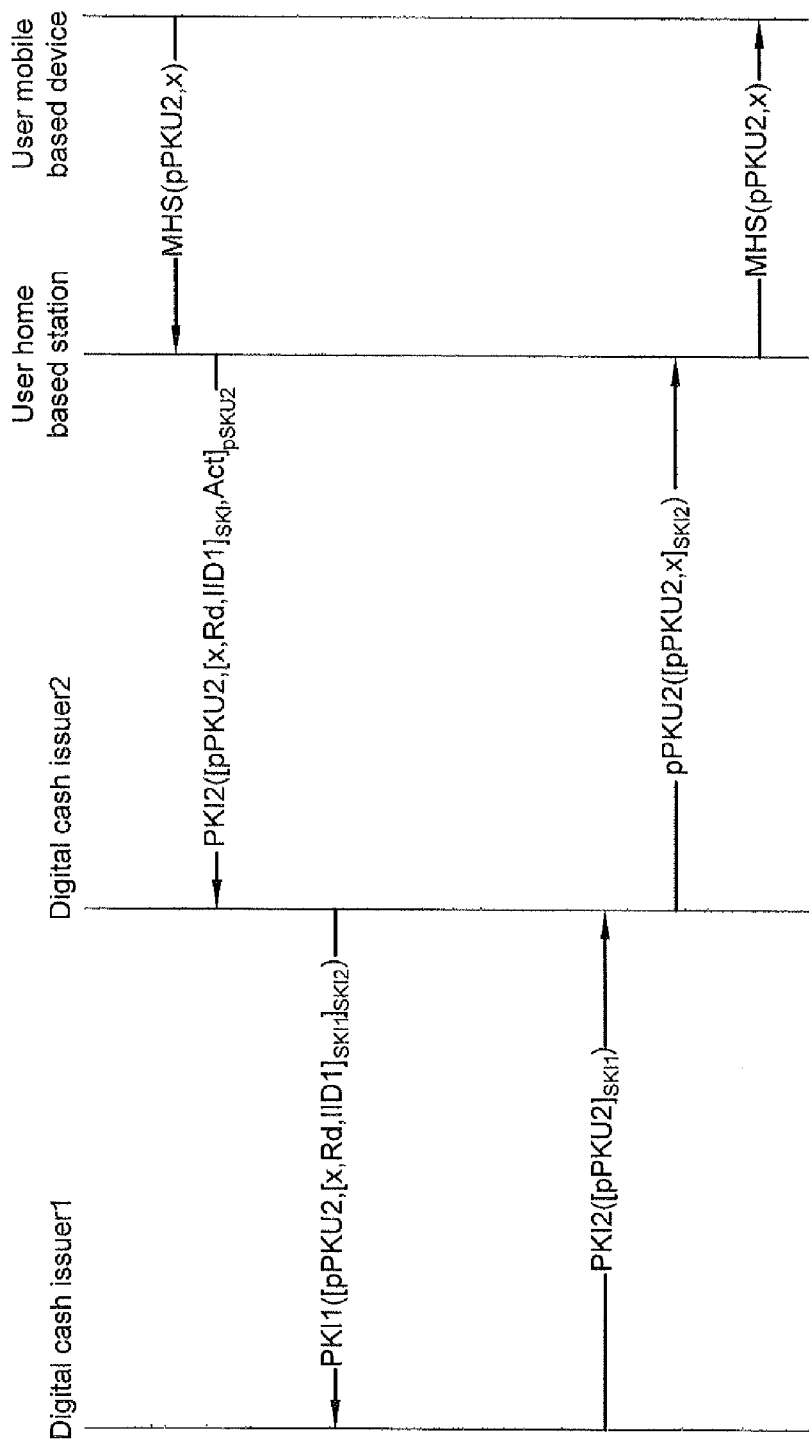 Digital cash issuer1
Digital cash issuer2
User home
based station
User mobile
based device
MHS(pPKU2,x)
PKI2([pPKU2,[x,Rd,IID1]SKI,Act]pSKU2
PKI1([pPKU2,[x,Rd,IID1]SKI1]SKI2)
PKI2([pPKU2]SKI1)
pPKU2([pPKU2,x]SKI2)
MHS(pPKU2,x)